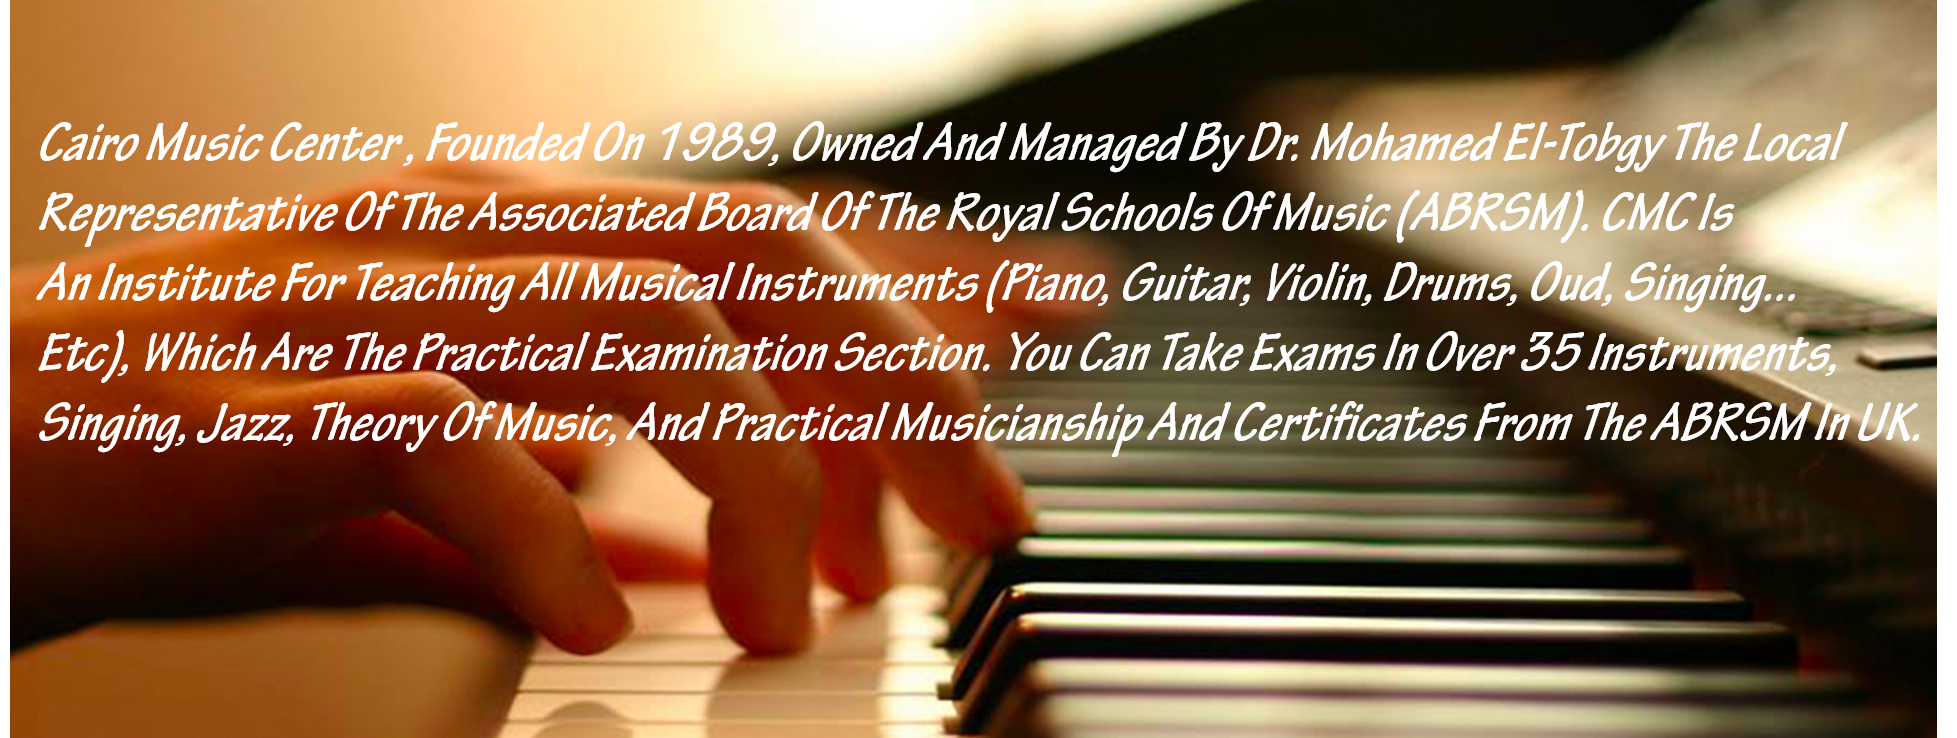 Cairo Music Center , Founded On 1989, Owned And Managed By Dr. Mohamed El-Tobgy The Local
Representative Of The Associated Board Of The Royal Schools Of Music (ABRSM). CMC Is
An Institute For Teaching All Musical Instruments (Piano, Guitar, Violin, Drums, Oud, Singing...
Etc), Which Are The Practical Examination Section. You Can Take Exams In Over 35 Instruments,
Singing, Jazz, Theory Of Music, And Practical Musicianship And Certificates From The ABRSM In UK.